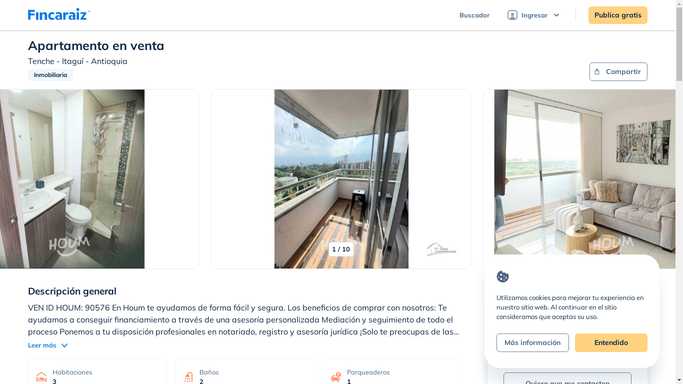 Fincaraiz
Buscador
Ingresar
Publica gratis
Apartamento en venta
Tenche - Itaguí - Antioquia
Inmobiliaria
Compartir
HOUM
1 / 10
HOUM
Descripción general
VEN ID HOUM: 90576 En Houm te ayudamos de forma fácil y segura. Los beneficios de comprar con nosotros: Te
ayudamos a conseguir financiamiento a través de una asesoría personalizada Mediación y seguimiento de todo el
proceso Ponemos a tu disposición profesionales en notariado, registro y asesoría jurídica ¡Solo te preocupas de las...
Leer más
Habitaciones
3
Baños
2
Parqueaderos
1
Utilizamos cookies para mejorar tu experiencia en
nuestro sitio web. Al continuar en el sitio
consideramos que aceptas su uso.
Más información
Entendido
Quiero que me contacten